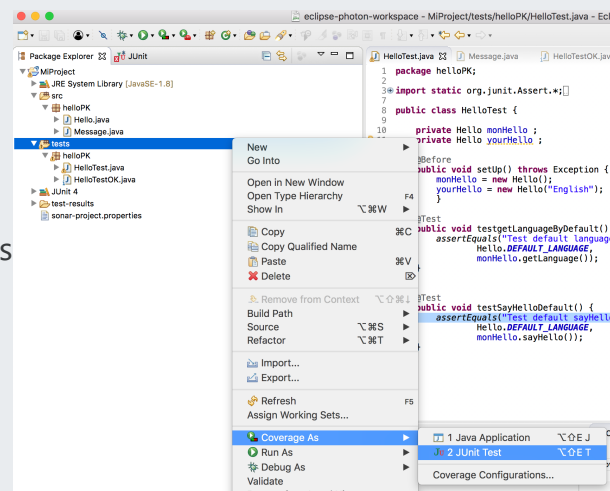 eclipse-photon-workspace - MiProject/tests/helloPK/HelloTest.java - Ecl
Package Explorer
JUnit
MiProject
JRE System Library [JavaSE-1.8]
src
helloPK
Hello.java
Message.java
tests
helloPK
HelloTest.java
HelloTestOK.java
JUnit 4
test-results
sonar-project.properties
S
HelloTest.java
Message.java
HelloTestOK.jav
1 package helloPK;
2
3 import static org.junit.Assert.*;
7
8 public class HelloTest {
9
10 private Hello monHello ;
private Hello yourHello ;
@Before
public void setUp() throws Exception {
monHello = new Hello();
yourHello = new Hello("English");
}
@Test
public void testgetLanguageByDefault()
assertEquals("Test default language
Hello.DEFAULT_LANGUAGE,
monHello.getLanguage());
}
@Test
public void testSayHelloDefault() {
assertEquals("Test default sayHello
Hello.DEFAULT_LANGUAGE,
monHello.sayHello());
}
New
Go Into
Open in New Window
Open Type Hierarchy F4
Show In ⌥⌘W
Copy ⌘C
Copy Qualified Name
Paste ⌘V
Delete ⌦
Remove from Context ⌥⇧⌘↓
Build Path
Source ⌥⌘S
Refactor ⌥⌘T
Import...
Export...
Refresh F5
Assign Working Sets...
Coverage As
Run As
Debug As
Validate
1 Java Application ⌥⇧E J
2 JUnit Test ⌥⇧E T
Coverage Configurations...